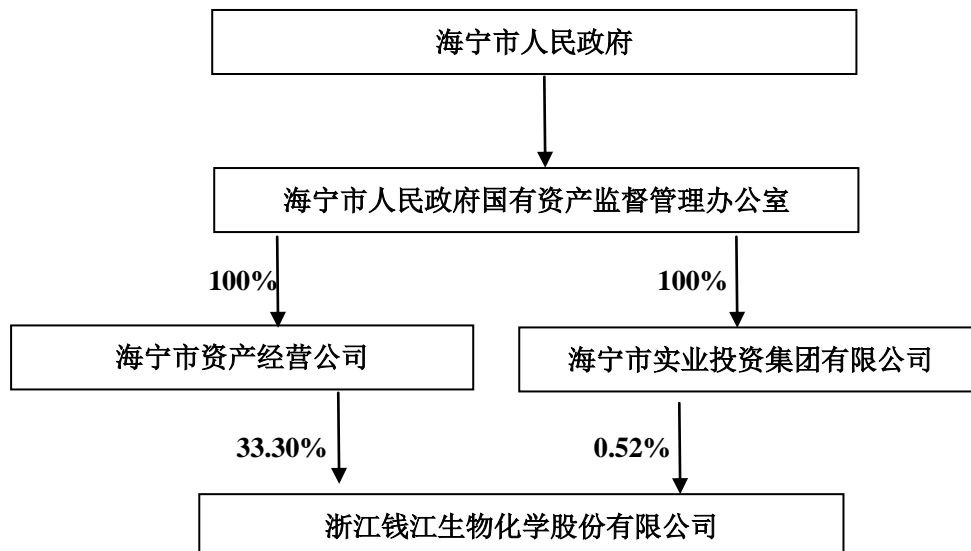 海宁市人民政府
海宁市人民政府国有资产监督管理办公室
100%
100%
海宁市资产经营公司
海宁市实业投资集团有限公司
33.30%
0.52%
浙江钱江生物化学股份有限公司